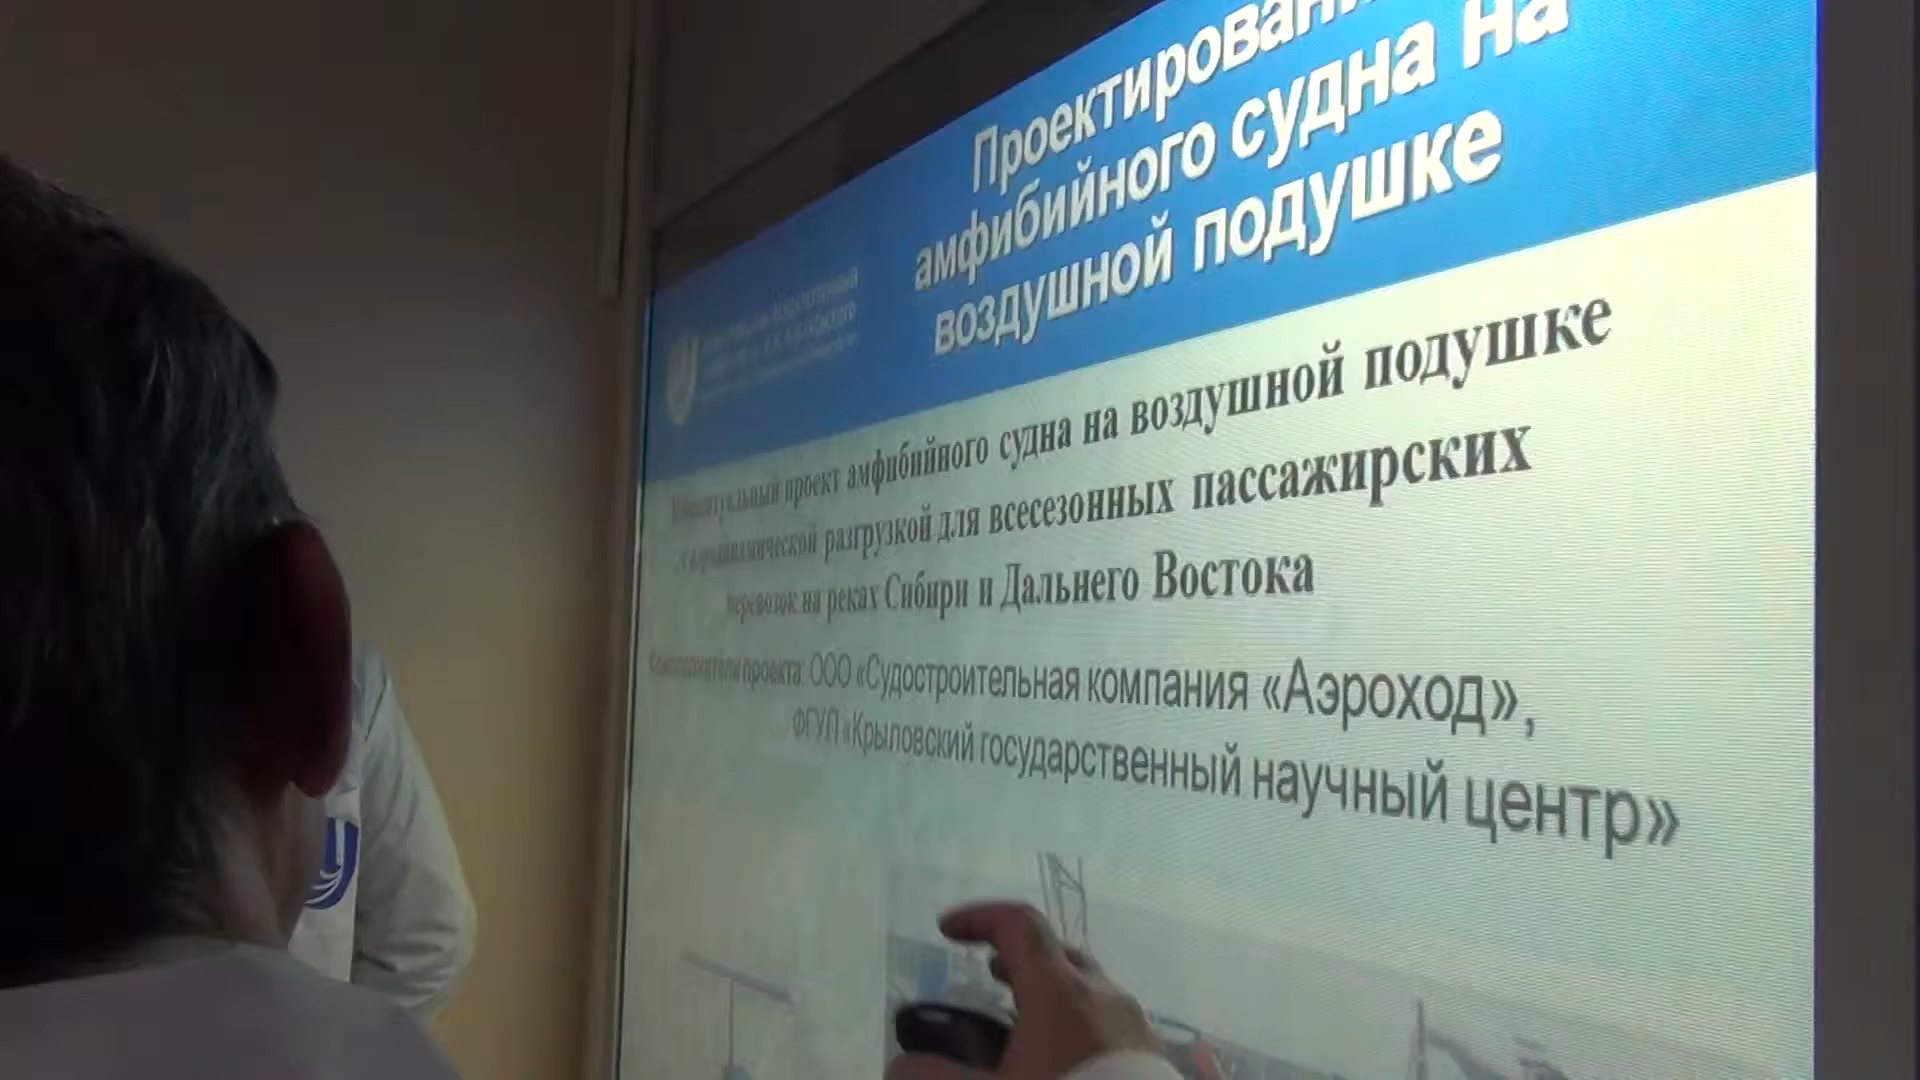 Проектировани
амфибийного судна на
воздушной подушке
проект амфибийного судна на воздушной подушке
разгрузкой для всесезонных пассажирских
перевозок на реках Сибири и Дальнего Востока
проекта: ООО «Судостроительная компания «Аэроход»,
ФГУП «Крыловский государственный научный центр»